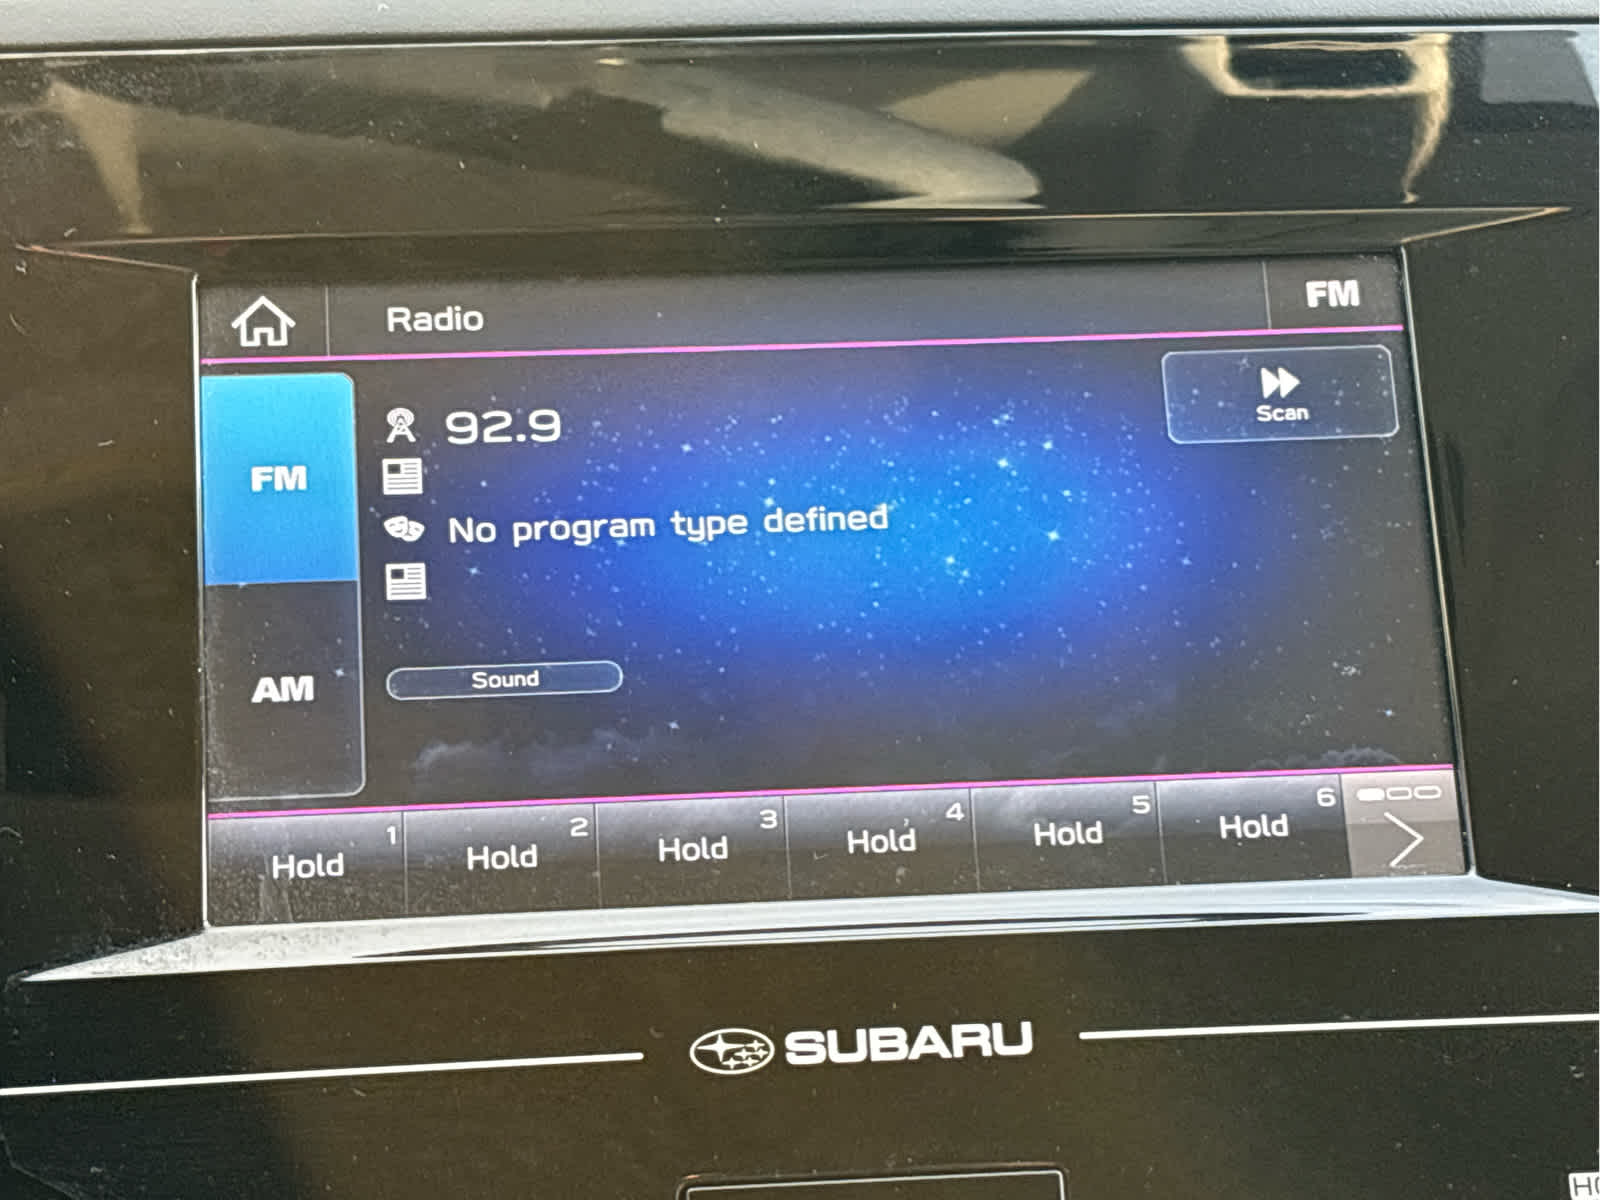 Radio
FM
Scan
92.9
FM
No program type defined
AM
Sound
1
Hold
2
Hold
3
Hold
4
Hold
5
Hold
6
Hold
SUBARU